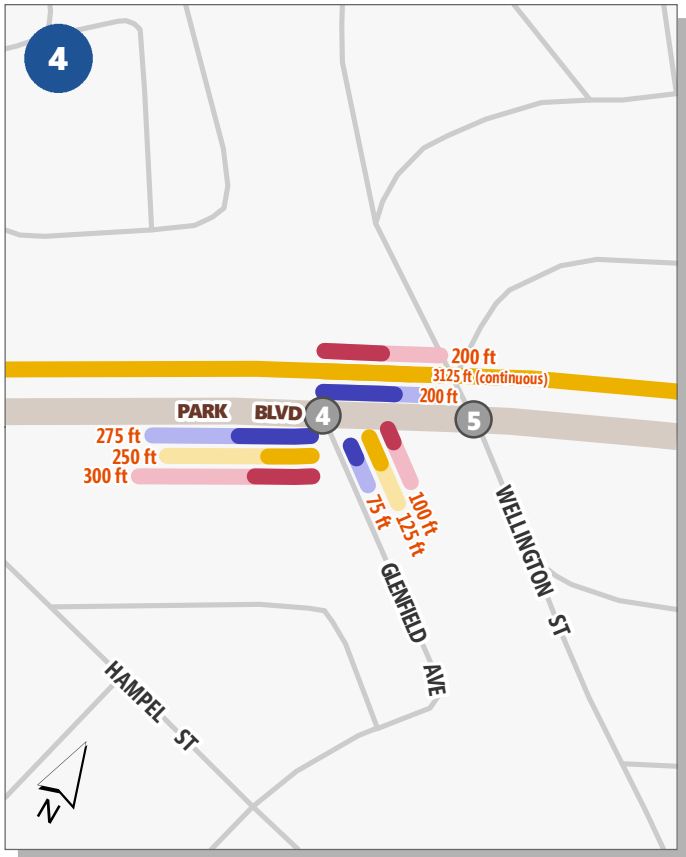 4
200 ft
3125 ft (continuous)
200 ft
PARK BLVD
4
5
275 ft
250 ft
300 ft
75 ft
125 ft
100 ft
WELLINGTON ST
GLENFIELD AVE
HAMPEL ST
N